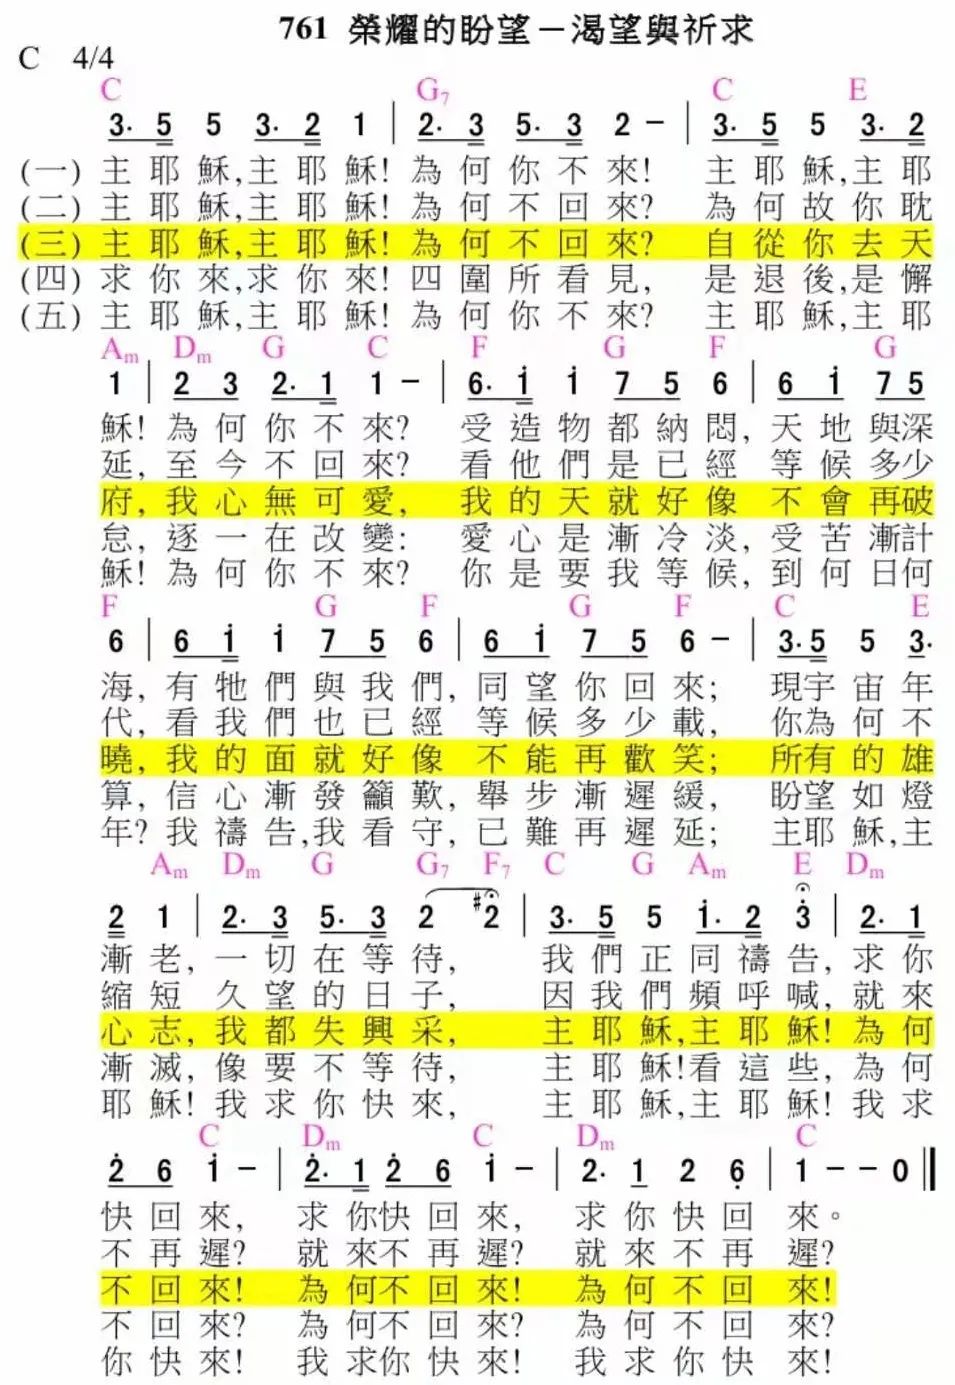 761 榮耀的盼望－渴望與祈求
C 4/4
C G7 C E
3· 5 5 3· 2 1 | 2· 3 5· 3 2 – | 3· 5 5 3· 2
(一) 主耶穌,主耶穌! 為何你不來! 主耶穌,主耶
(二) 主耶穌,主耶穌! 為何不回來? 為何故你耽
(三) 主耶穌,主耶穌! 為何不回來? 自從你去天
(四) 求你來,求你來! 四圍所看見, 是退後,是懈
(五) 主耶穌,主耶穌! 為何你不來? 主耶穌,主耶
Am Dm G C F G F G
1 | 2 3 2· 1 1 – | 6· i i 7 5 6 | 6 i 7 5
穌! 為何你不來? 受造物都納悶, 天地與深
延, 至今不回來? 看他們是已經 等候多少
府, 我心無可愛, 我的天就好像 不會再破
怠, 逐一在改變: 愛心是漸冷淡, 受苦漸計
穌! 為何你不來? 你是要我等候, 到何日何
F G F G F C E
6 | 6 i i 7 5 6 | 6 i 7 5 6 – | 3· 5 5 3·
海, 有牠們與我們, 同望你回來; 現宇宙年
代, 看我們也已經 等候多少載, 你為何不
曉, 我的面就好像 不能再歡笑; 所有的雄
算, 信心漸發籲歎, 舉步漸遲緩, 盼望如燈
年? 我禱告,我看守, 已難再遲延; 主耶穌,主
Am Dm G G7 F7 C G Am E Dm
2 1 | 2· 3 5· 3 2 #2 | 3· 5 5 i· 2 3 | 2· 1
漸老, 一切在等待, 我們正同禱告, 求你
縮短 久望的日子, 因我們頻呼喊, 就來
心志, 我都失興采, 主耶穌,主耶穌! 為何
漸滅, 像要不等待, 主耶穌!看這些, 為何
耶穌! 我求你快來, 主耶穌,主耶穌! 我求
C Dm C Dm C
2 6 i – | 2· 1 2 6 i – | 2· 1 2 6 | 1 – – 0 ‖
快回來, 求你快回來, 求你快回來。
不再遲? 就來不再遲? 就來不再遲?
不回來! 為何不回來! 為何不回來!
不回來? 為何不回來? 為何不回來?
你快來! 我求你快來! 我求你快來!